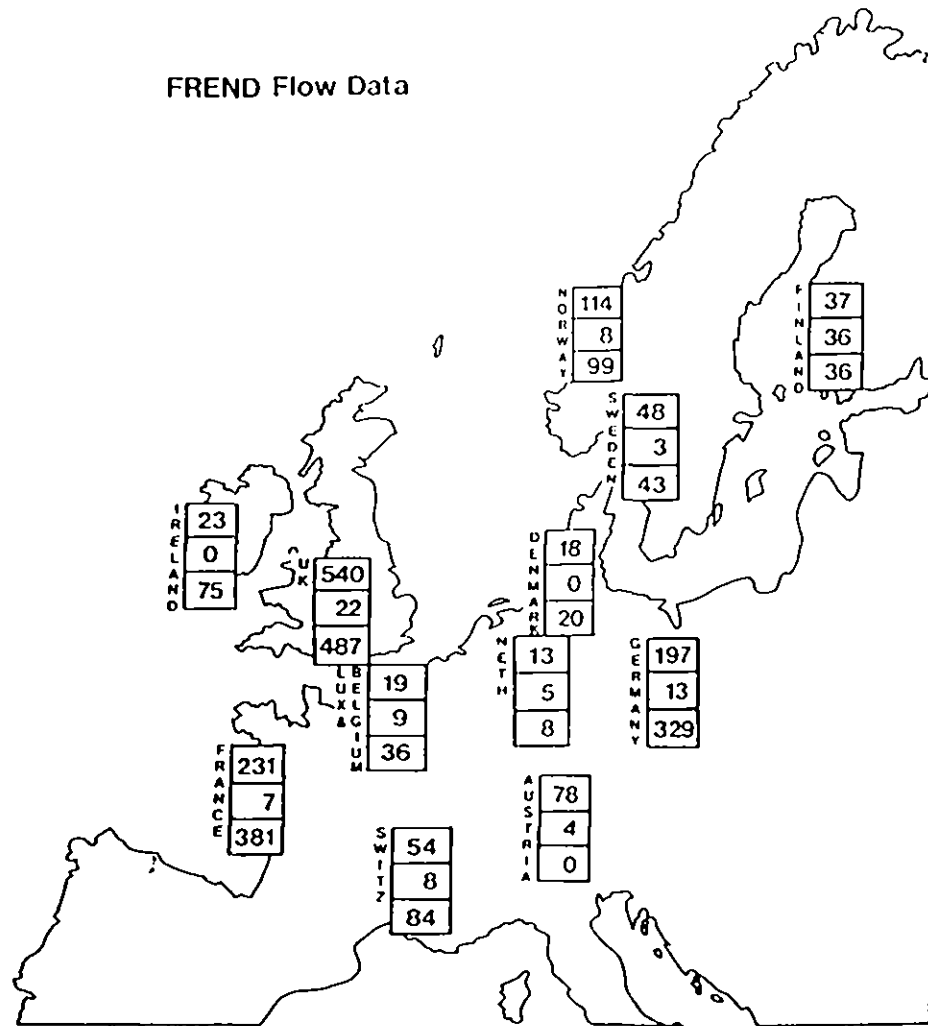 FREND Flow Data
NORWAY
114
8
99
FINLAND
37
36
36
SWEDEN
48
3
43
IRELAND
23
0
75
UK
540
22
487
DENMARK
18
0
20
NETH
13
5
8
GERMANY
197
13
329
LUX &
BELGIUM
19
9
36
FRANCE
231
7
381
AUSTRIA
78
4
0
SWITZ
54
8
84